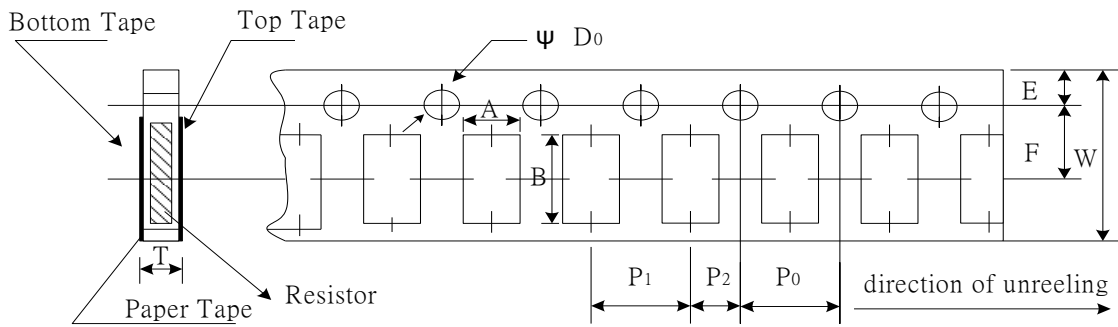 Bottom Tape
Top Tape
Ψ D0
A
B
E
F
W
T
P1
P2
P0
Resistor
Paper Tape
direction of unreeling